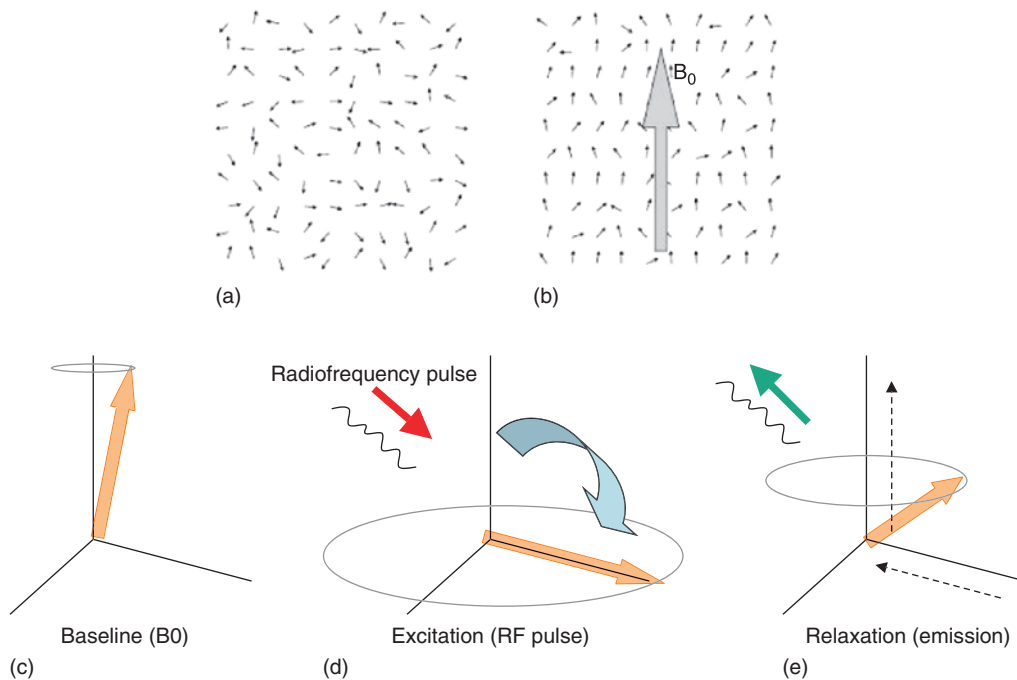 B0
(a)
(b)
Radiofrequency pulse
Baseline (B0)
Excitation (RF pulse)
Relaxation (emission)
(c)
(d)
(e)